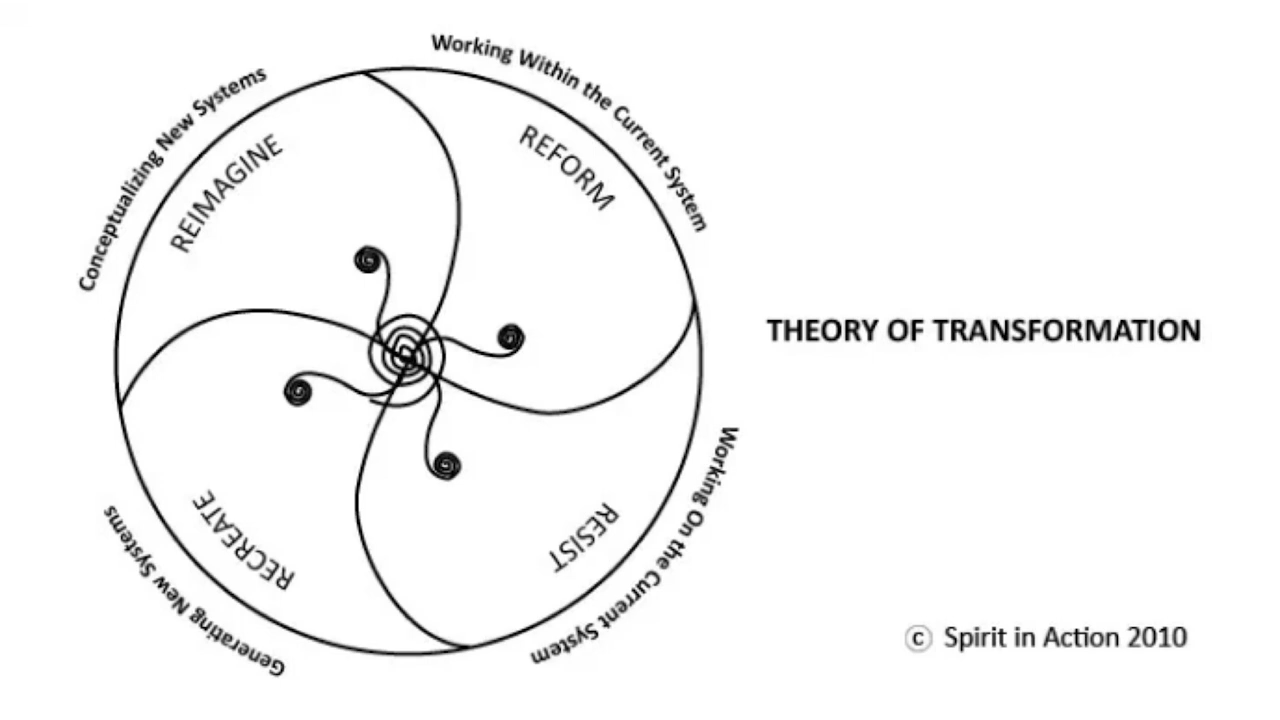 Working Within the Current System
Conceptualizing New Systems
REIMAGINE
REFORM
THEORY OF TRANSFORMATION
RECREATE
RESIST
Working On the Current System
Generating New Systems
© Spirit in Action 2010